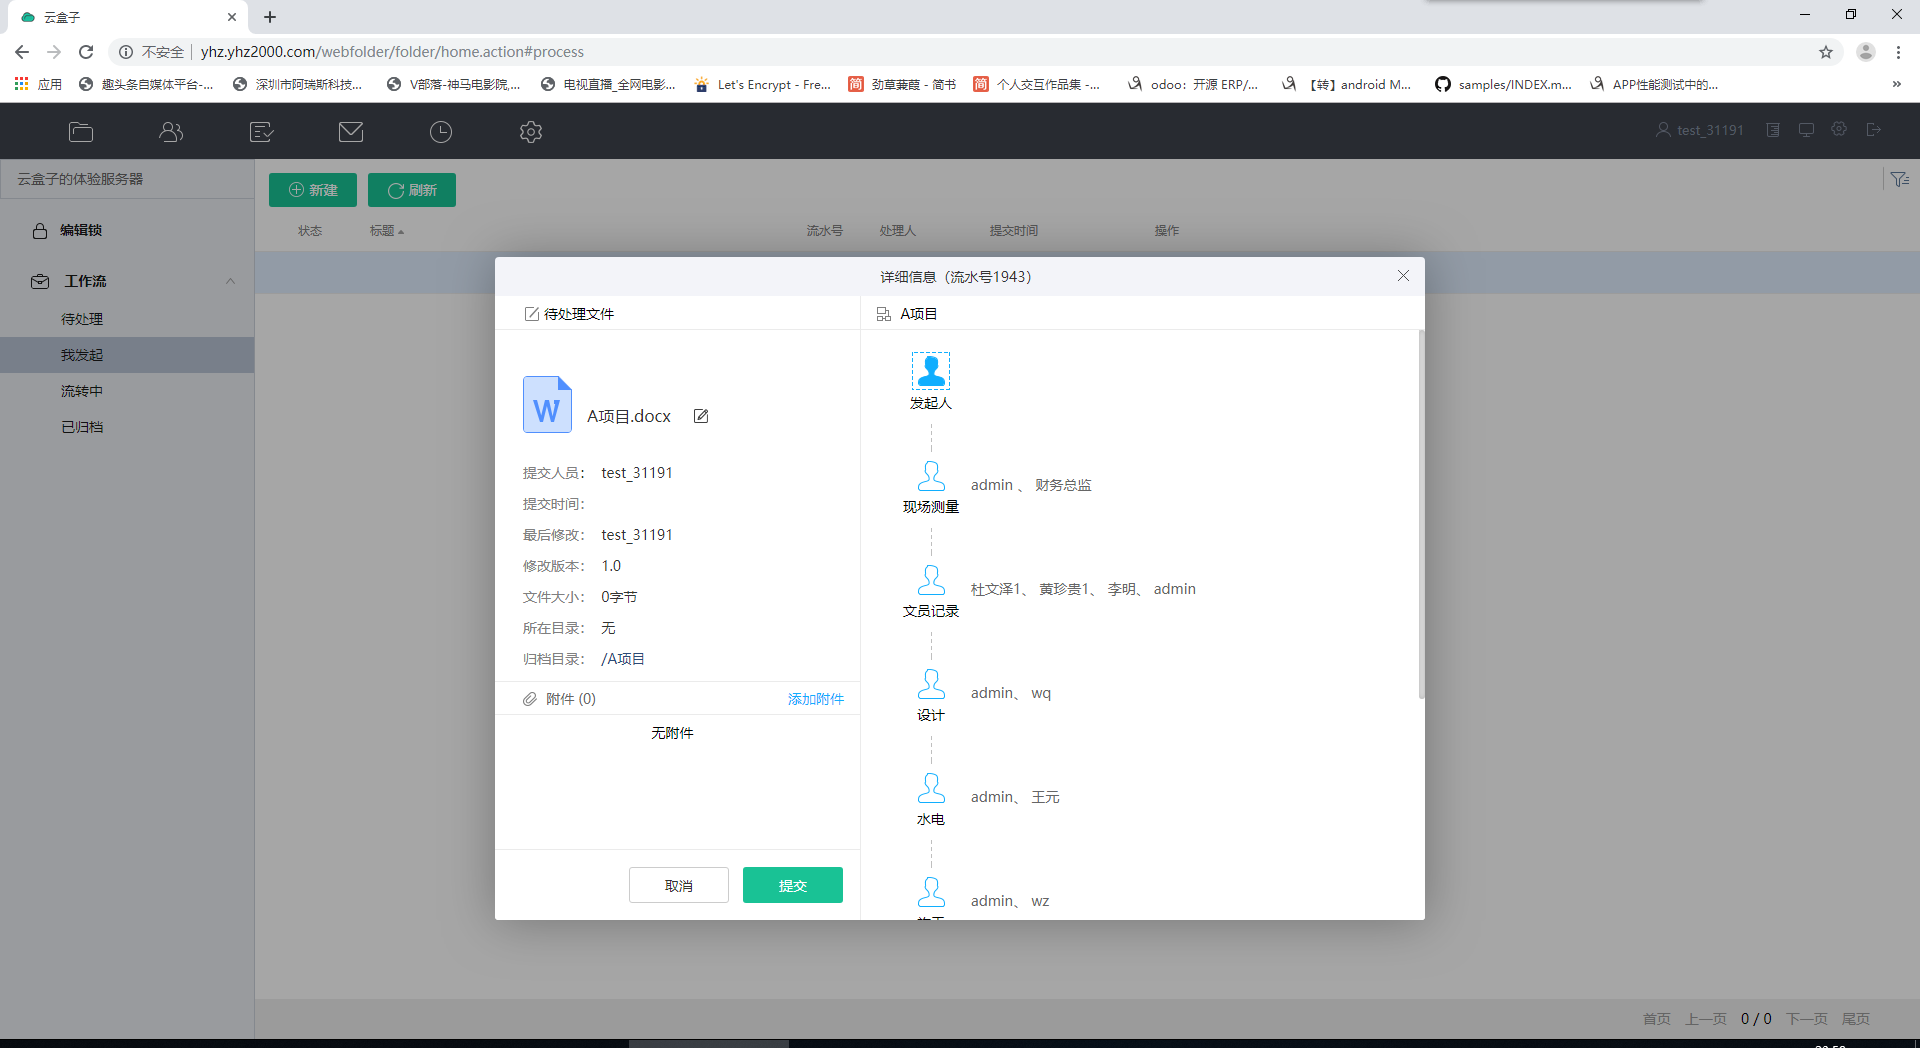 云盒子
不安全 yhz.yhz2000.com/webfolder/folder/home.action#process
应用 趣头条自媒体平台-... 深圳市阿瑞斯科技... V部落-神马电影院,... 电视直播_全网电影... Let's Encrypt - Fre... 劲草蒹葭 - 简书 个人交互作品集 -... odoo：开源 ERP/... 【转】android M... samples/INDEX.m... APP性能测试中的... »
test_31191
云盒子的体验服务器
新建 刷新
编辑锁
状态 标题 流水号 处理人 提交时间 操作
工作流
待处理
我发起
流转中
已归档
详细信息（流水号1943）
待处理文件
A项目.docx
提交人员： test_31191
提交时间：
最后修改： test_31191
修改版本： 1.0
文件大小： 0字节
所在目录： 无
归档目录： /A项目
附件 (0) 添加附件
无附件
取消 提交
A项目
发起人
admin 、 财务总监
现场测量
杜文泽1、 黄珍贵1、 李明、 admin
文员记录
admin、 wq
设计
admin、 王元
水电
admin、 wz
首页 上一页 0 / 0 下一页 尾页